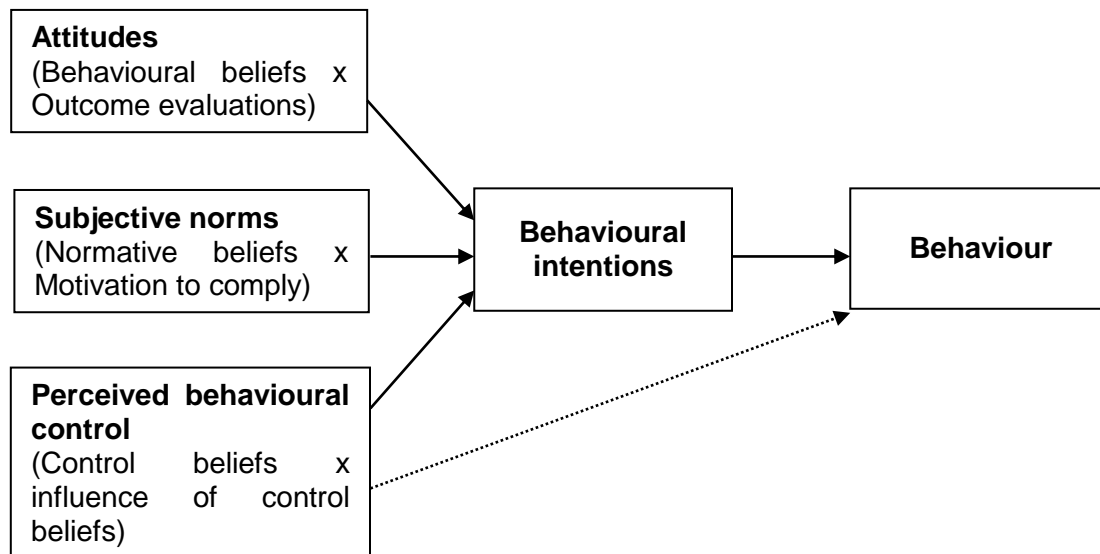 Attitudes
(Behavioural beliefs x
Outcome evaluations)
Subjective norms
(Normative beliefs x
Motivation to comply)
Perceived behavioural
control
(Control beliefs x
influence of control
beliefs)
Behavioural
intentions
Behaviour